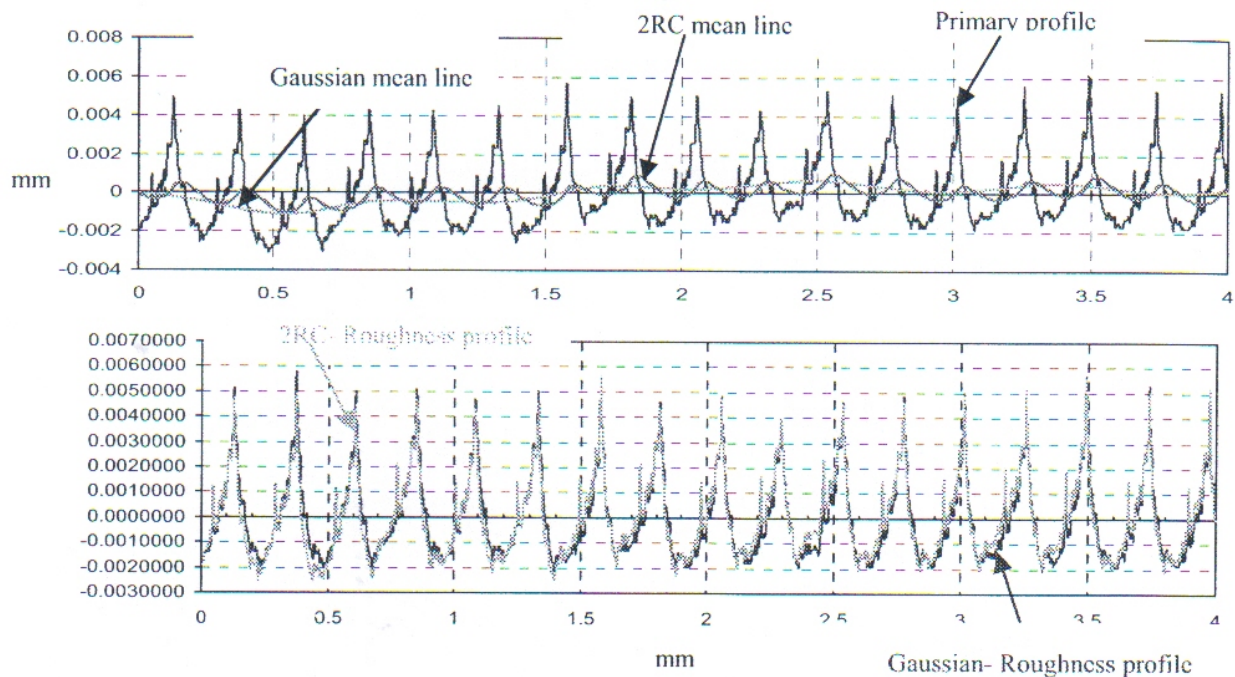 2RC mean line
Primary profile
Gaussian mean line
0.008
0.006
0.004
0.002
0
-0.002
-0.004
mm
0 0.5 1 1.5 2 2.5 3 3.5 4
2RC- Roughness profile
0.0070000
0.0060000
0.0050000
0.0040000
0.0030000
0.0020000
0.0010000
0.0000000
-0.0010000
-0.0020000
-0.0030000
0 0.5 1 1.5 2 2.5 3 3.5 4
mm
Gaussian- Roughness profile